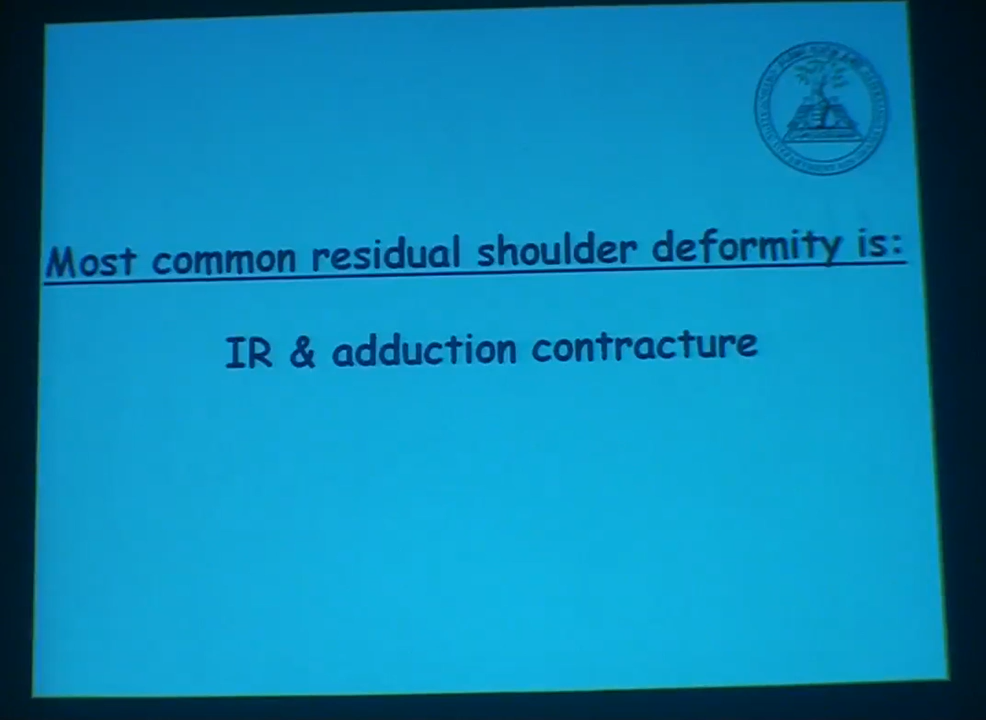 Most common residual shoulder deformity is:
IR & adduction contracture